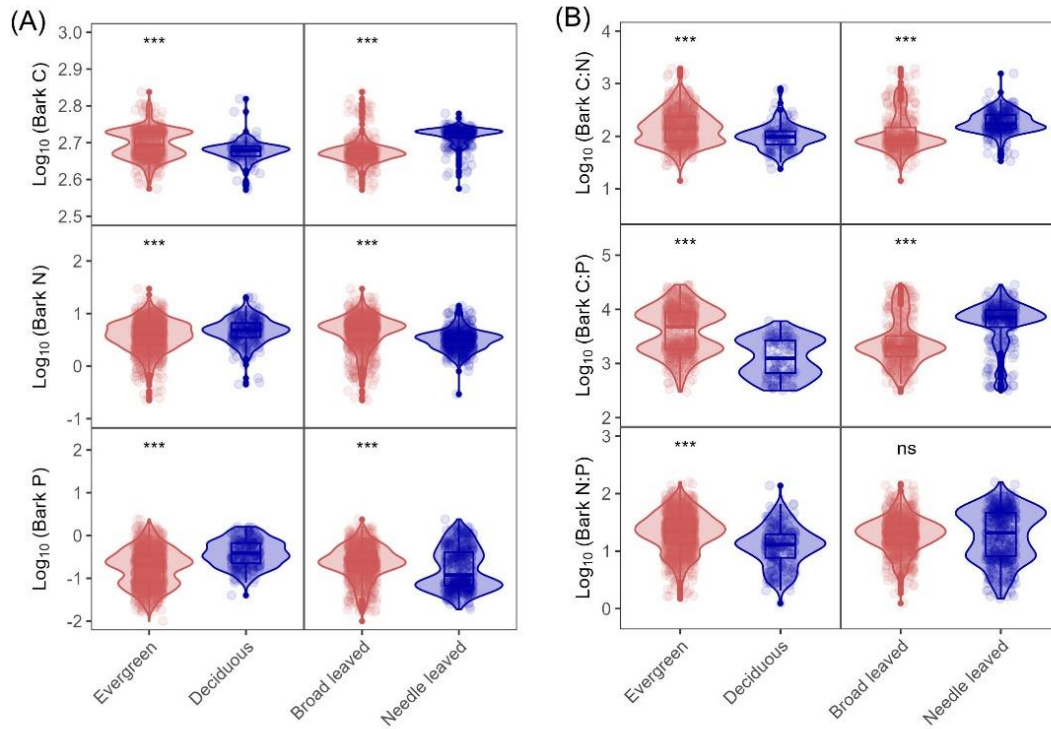 (A)
Log10 (Bark C)
3.0
2.9
2.8
2.7
2.6
2.5
***
***
Log10 (Bark N)
2
1
0
-1
***
***
Log10 (Bark P)
2
1
0
-1
-2
***
***
Evergreen
Deciduous
Broad leaved
Needle leaved
(B)
Log10 (Bark C:N)
4
3
2
1
***
***
Log10 (Bark C:P)
5
4
3
2
***
***
Log10 (Bark N:P)
3
2
1
0
***
ns
Evergreen
Deciduous
Broad leaved
Needle leaved